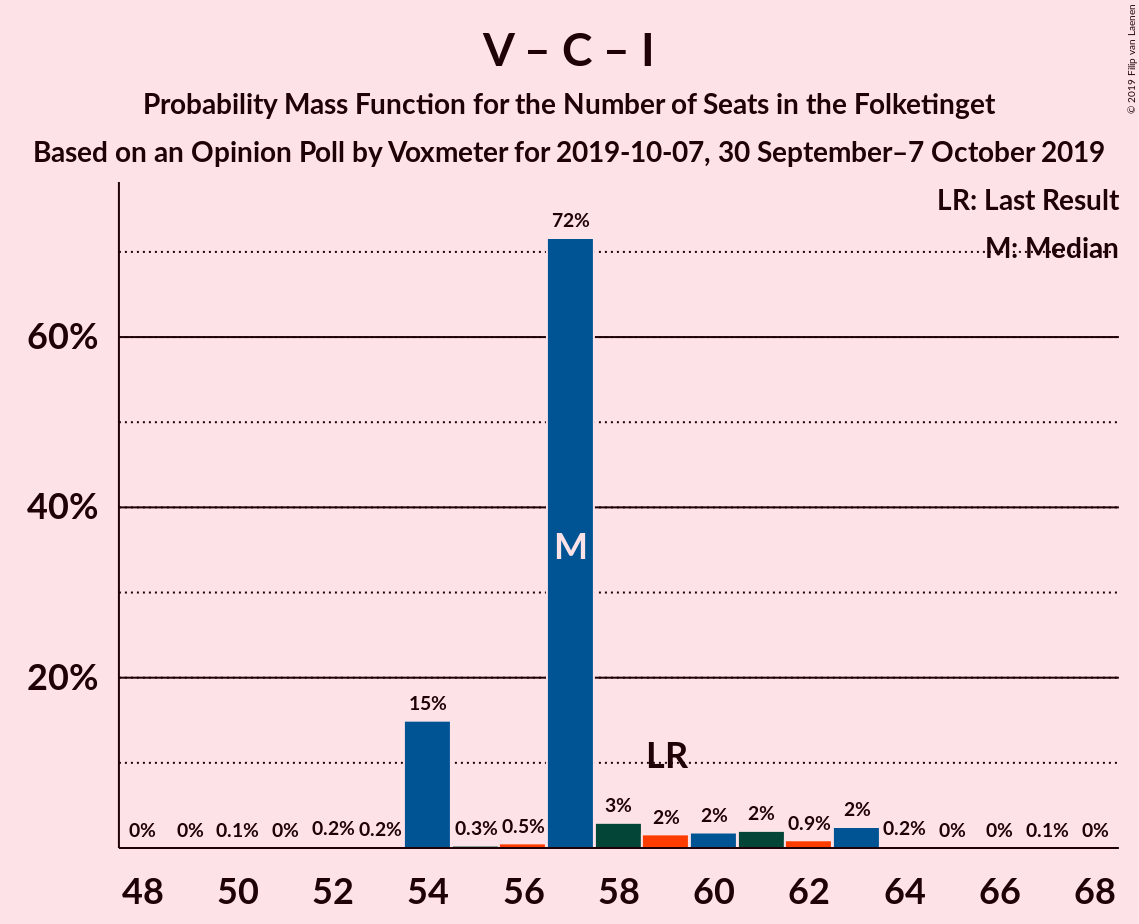 V – C – I
Probability Mass Function for the Number of Seats in the Folketinget
Based on an Opinion Poll by Voxmeter for 2019-10-07, 30 September–7 October 2019
© 2019 Filip van Laenen
LR: Last Result
M: Median
60%
40%
20%
0% 0% 0.1% 0% 0.2% 0.2% 15% 0.3% 0.5% 72% 3% 2% 2% 2% 0.9% 2% 0.2% 0% 0% 0.1% 0%
M
LR
48 50 52 54 56 58 60 62 64 66 68